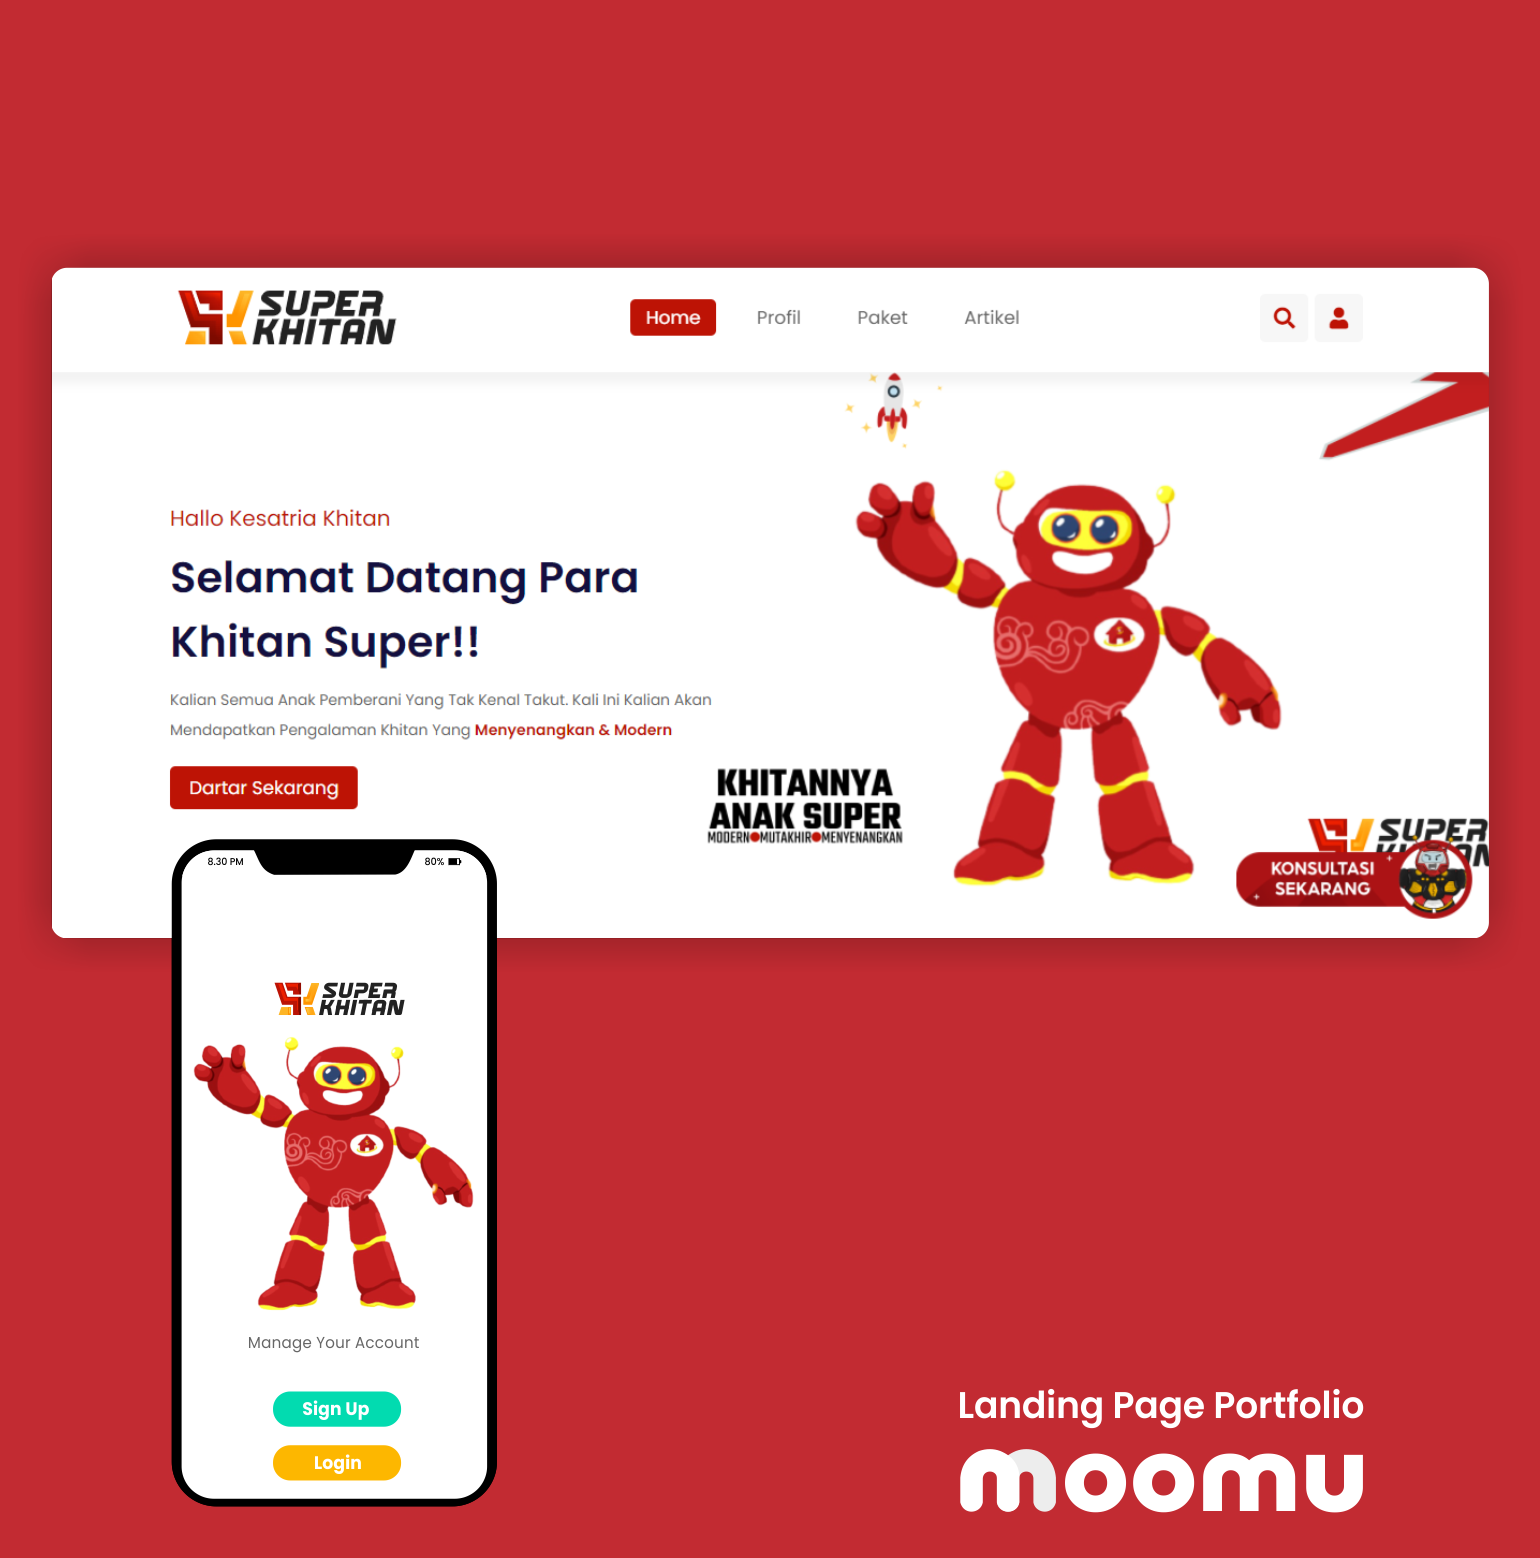 SUPER
KHITAN
Home
Profil
Paket
Artikel
Hallo Kesatria Khitan
Selamat Datang Para
Khitan Super!!
Kalian Semua Anak Pemberani Yang Tak Kenal Takut. Kali Ini Kalian Akan
Mendapatkan Pengalaman Khitan Yang Menyenangkan & Modern
Dartar Sekarang
KHITANNYA
ANAK SUPER
MODERN●MUTAKHIR●MENYENANGKAN
SUPER
KHITAN
KONSULTASI
SEKARANG
8.30 PM
80%
SUPER
KHITAN
Manage Your Account
Sign Up
Login
Landing Page Portfolio
moomu